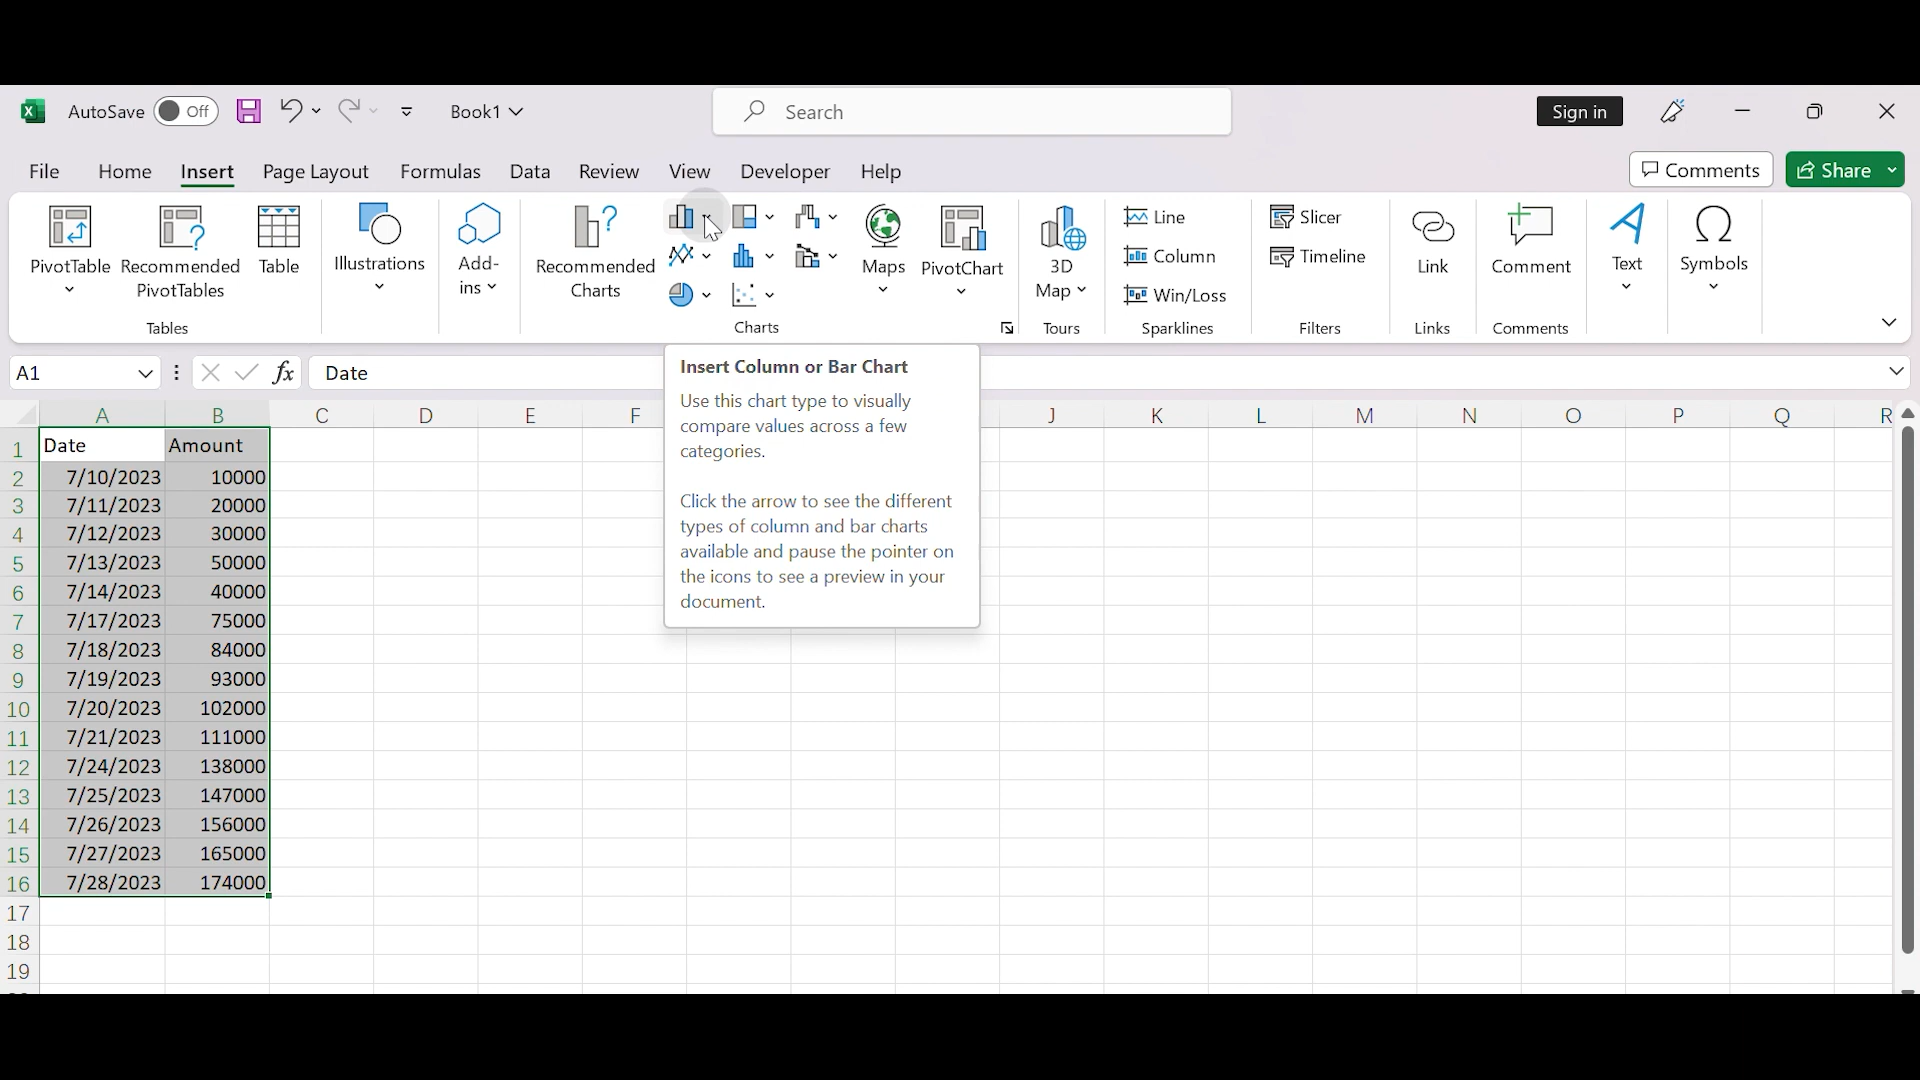 AutoSave Off Book1 Search Sign in
File Home Insert Page Layout Formulas Data Review View Developer Help Comments Share
PivotTable Recommended PivotTables Table
Tables
Illustrations
Add-ins
Recommended Charts
Maps PivotChart
Charts
3D Map
Tours
Line
Column
Win/Loss
Sparklines
Slicer
Timeline
Filters
Link
Links
Comment
Comments
Text
Symbols
A1 fx Date
Insert Column or Bar Chart
Use this chart type to visually
compare values across a few
categories.
Click the arrow to see the different
types of column and bar charts
available and pause the pointer on
the icons to see a preview in your
document.
A B C D E F J K L M N O P Q R
1 Date Amount
2 7/10/2023 10000
3 7/11/2023 20000
4 7/12/2023 30000
5 7/13/2023 50000
6 7/14/2023 40000
7 7/17/2023 75000
8 7/18/2023 84000
9 7/19/2023 93000
10 7/20/2023 102000
11 7/21/2023 111000
12 7/24/2023 138000
13 7/25/2023 147000
14 7/26/2023 156000
15 7/27/2023 165000
16 7/28/2023 174000
17
18
19